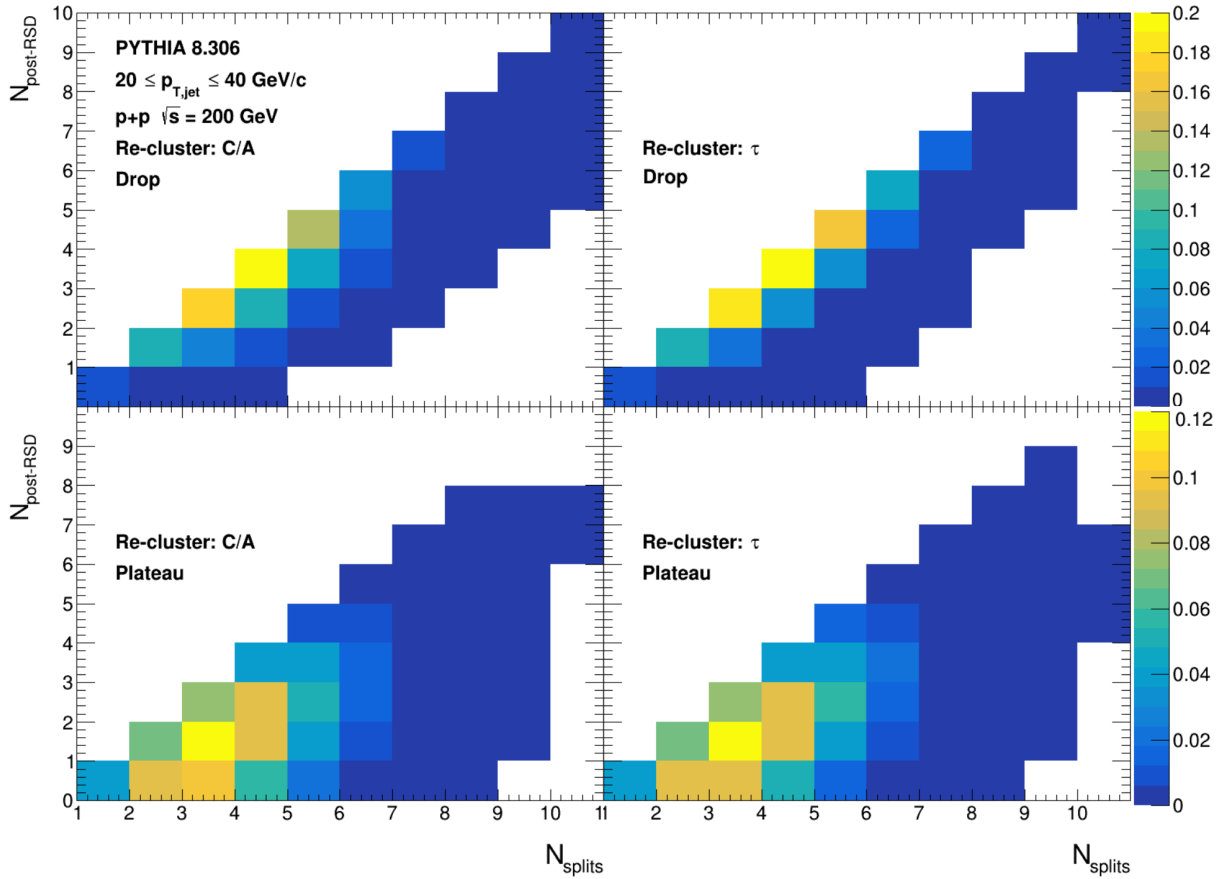 N_post-RSD
10
9
8
7
6
5
4
3
2
1
PYTHIA 8.306
20 ≤ p_T,jet ≤ 40 GeV/c
p+p √s = 200 GeV
Re-cluster: C/A
Drop
Re-cluster: τ
Drop
0.2
0.18
0.16
0.14
0.12
0.1
0.08
0.06
0.04
0.02
0
N_post-RSD
9
8
7
6
5
4
3
2
1
0
Re-cluster: C/A
Plateau
Re-cluster: τ
Plateau
0.12
0.1
0.08
0.06
0.04
0.02
0
1 2 3 4 5 6 7 8 9 10 11 2 3 4 5 6 7 8 9 10
N_splits N_splits